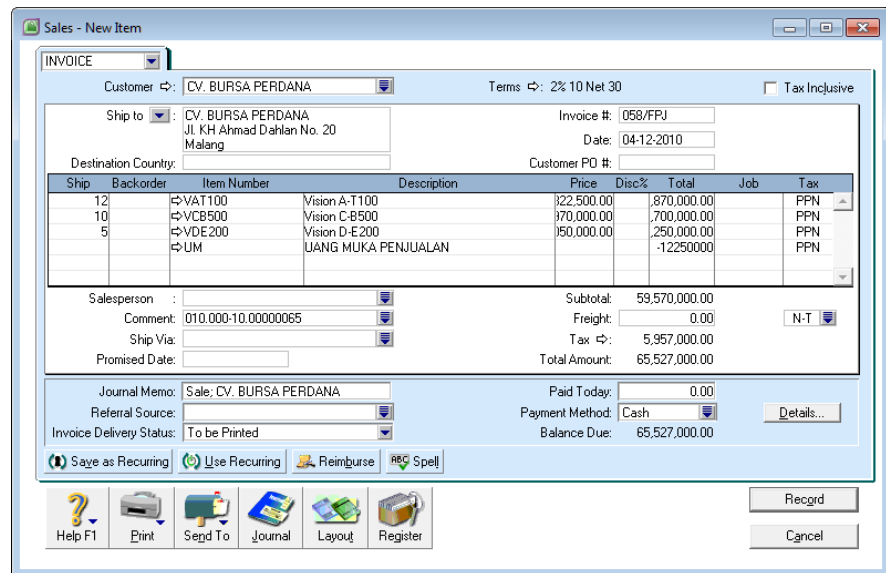 Sales - New Item
INVOICE
Customer ⇨: CV. BURSA PERDANA Terms ⇨: 2% 10 Net 30 Tax Inclusive
Ship to : CV. BURSA PERDANA Invoice #: 058/FPJ
Jl. KH Ahmad Dahlan No. 20
Malang Date: 04-12-2010
Destination Country: Customer PO #:
Ship Backorder Item Number Description Price Disc% Total Job Tax
12 ⇨VAT100 Vision A-T100 322,500.00 ,870,000.00 PPN
10 ⇨VCB500 Vision C-B500 970,000.00 ,700,000.00 PPN
5 ⇨VDE200 Vision D-E200 050,000.00 ,250,000.00 PPN
⇨UM UANG MUKA PENJUALAN -12250000 PPN
Salesperson : Subtotal: 59,570,000.00
Comment: 010.000-10.00000065 Freight: 0.00 N-T
Ship Via: Tax ⇨: 5,957,000.00
Promised Date: Total Amount: 65,527,000.00
Journal Memo: Sale; CV. BURSA PERDANA Paid Today: 0.00
Referral Source: Payment Method: Cash Details...
Invoice Delivery Status: To be Printed Balance Due: 65,527,000.00
Save as Recurring Use Recurring Reimburse ABC Spell
Help F1 Print Send To Journal Layout Register
Record
Cancel